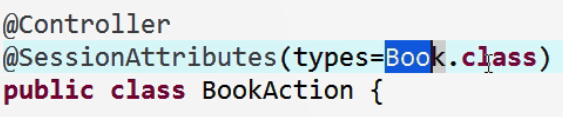 @Controller
@SessionAttributes(types=Book.class)
public class BookAction {